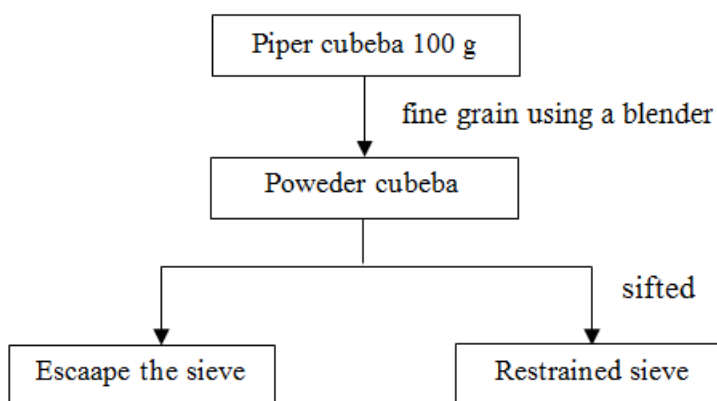 Piper cubeba 100 g
fine grain using a blender
Poweder cubeba
sifted
Escaape the sieve
Restrained sieve